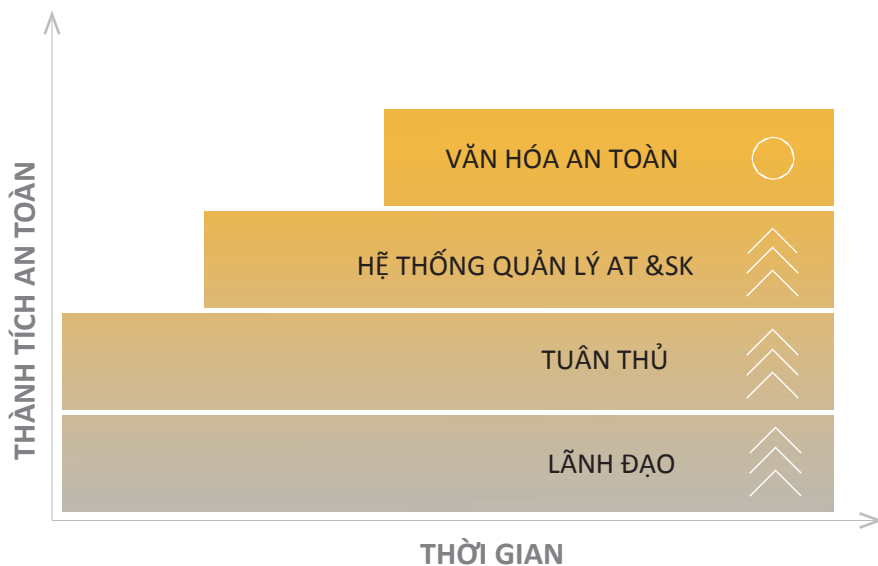 THÀNH TÍCH AN TOÀN
VĂN HÓA AN TOÀN
HỆ THỐNG QUẢN LÝ AT &SK
TUÂN THỦ
LÃNH ĐẠO
THỜI GIAN